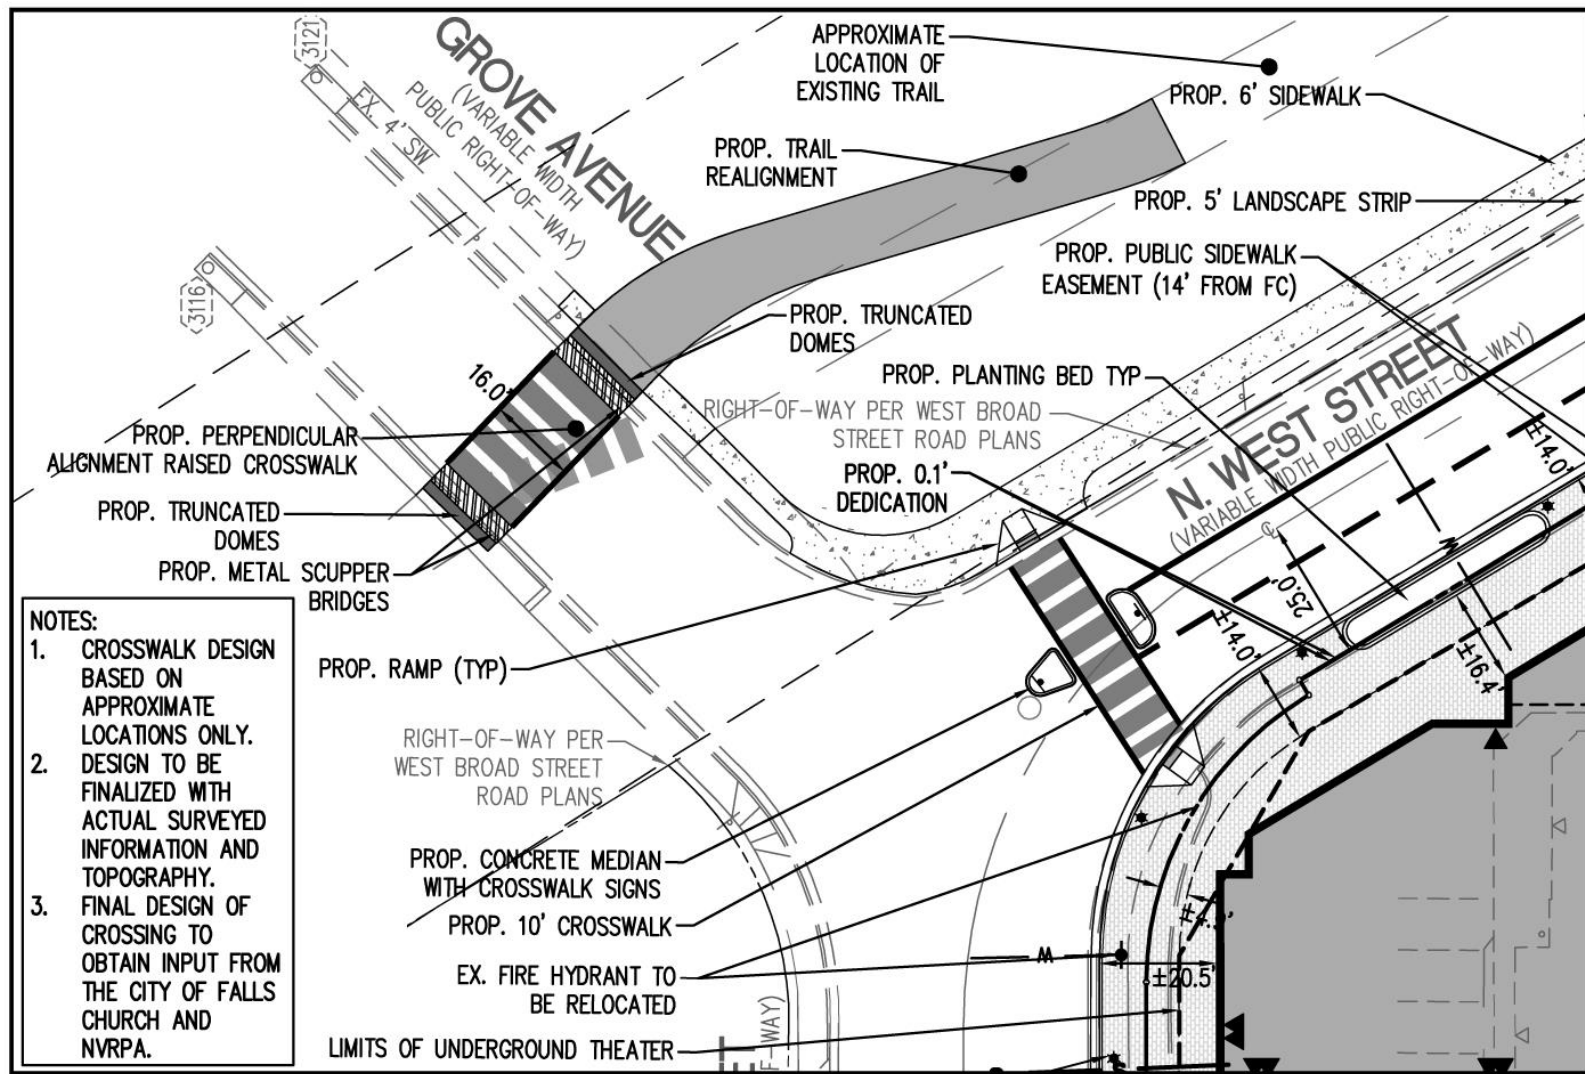 3121
GROVE AVENUE
(VARIABLE WIDTH
PUBLIC RIGHT-OF-WAY)
EX. 4' SW
3116
APPROXIMATE
LOCATION OF
EXISTING TRAIL
PROP. 6' SIDEWALK
PROP. TRAIL
REALIGNMENT
PROP. 5' LANDSCAPE STRIP
PROP. PUBLIC SIDEWALK
EASEMENT (14' FROM FC)
PROP. TRUNCATED
DOMES
16.0'
PROP. PLANTING BED TYP
RIGHT-OF-WAY PER WEST BROAD
STREET ROAD PLANS
N. WEST STREET
(VARIABLE WIDTH PUBLIC RIGHT-OF-WAY)
PROP. PERPENDICULAR
ALIGNMENT RAISED CROSSWALK
PROP. 0.1'
DEDICATION
±14.0'
PROP. TRUNCATED
DOMES
PROP. METAL SCUPPER
BRIDGES
W
25.0'
±14.0'
±16.4'
PROP. RAMP (TYP)
NOTES:
1. CROSSWALK DESIGN
BASED ON
APPROXIMATE
LOCATIONS ONLY.
2. DESIGN TO BE
FINALIZED WITH
ACTUAL SURVEYED
INFORMATION AND
TOPOGRAPHY.
3. FINAL DESIGN OF
CROSSING TO
OBTAIN INPUT FROM
THE CITY OF FALLS
CHURCH AND
NVRPA.
RIGHT-OF-WAY PER
WEST BROAD STREET
ROAD PLANS
PROP. CONCRETE MEDIAN
WITH CROSSWALK SIGNS
PROP. 10' CROSSWALK
EX. FIRE HYDRANT TO
BE RELOCATED
W
±20.5'
LIMITS OF UNDERGROUND THEATER
F-WAY)